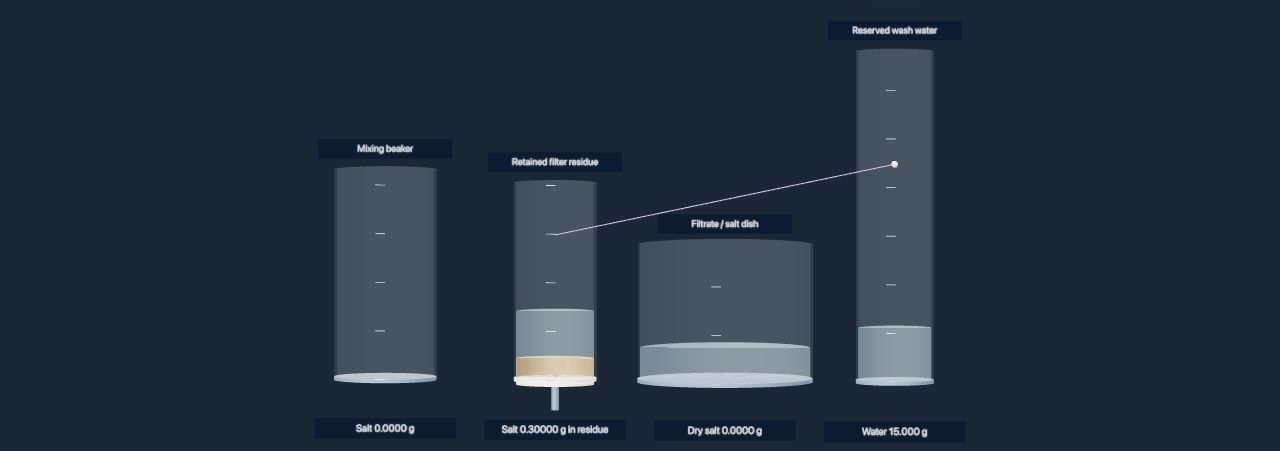 Reserved wash water
Mixing beaker
Retained filter residue
Filtrate / salt dish
Salt 0.0000 g
Salt 0.30000 g in residue
Dry salt 0.0000 g
Water 15.000 g